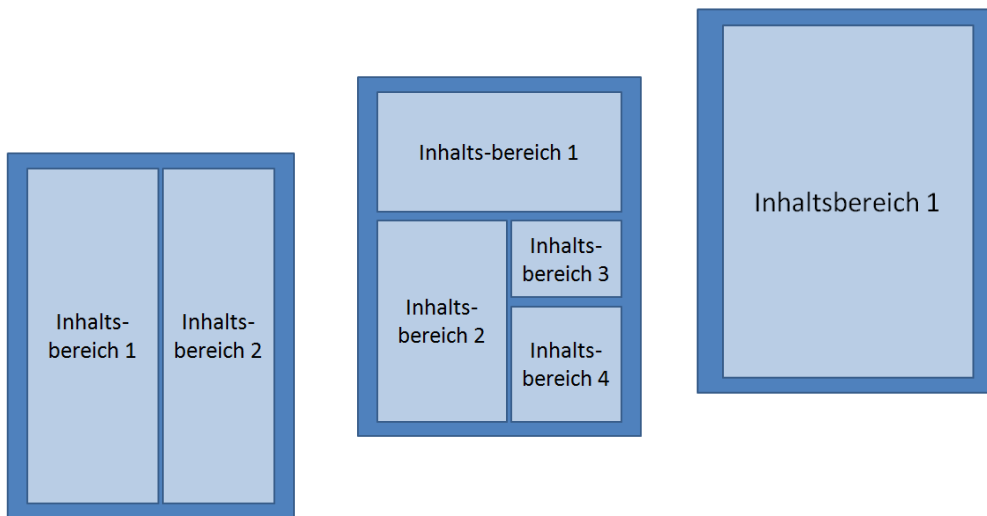 Inhalts-
bereich 1
Inhalts-
bereich 2
Inhalts-bereich 1
Inhalts-
bereich 2
Inhalts-
bereich 3
Inhalts-
bereich 4
Inhaltsbereich 1